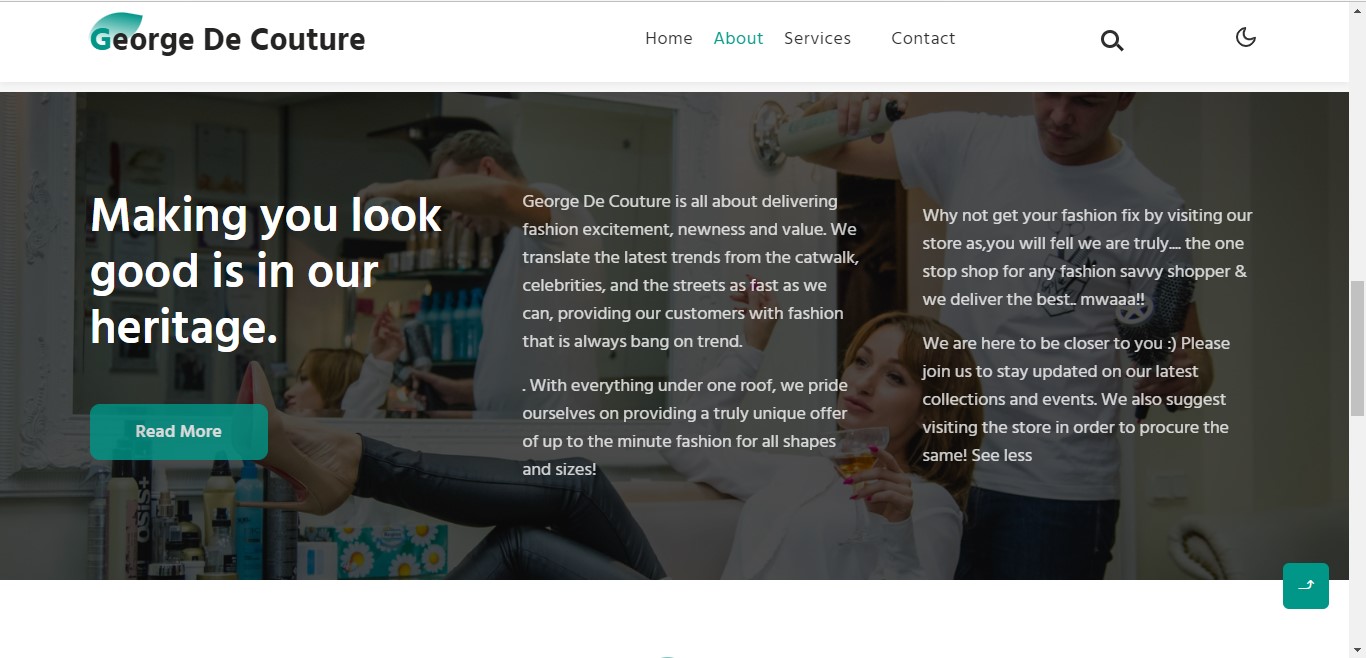 George De Couture
Home About Services Contact
Making you look
good is in our
heritage.
Read More
George De Couture is all about delivering
fashion excitement, newness and value. We
translate the latest trends from the catwalk,
celebrities, and the streets as fast as we
can, providing our customers with fashion
that is always bang on trend.
. With everything under one roof, we pride
ourselves on providing a truly unique offer
of up to the minute fashion for all shapes
and sizes!
Why not get your fashion fix by visiting our
store as,you will fell we are truly.... the one
stop shop for any fashion savvy shopper &
we deliver the best.. mwaaa!!
We are here to be closer to you :) Please
join us to stay updated on our latest
collections and events. We also suggest
visiting the store in order to procure the
same! See less
OSiS+